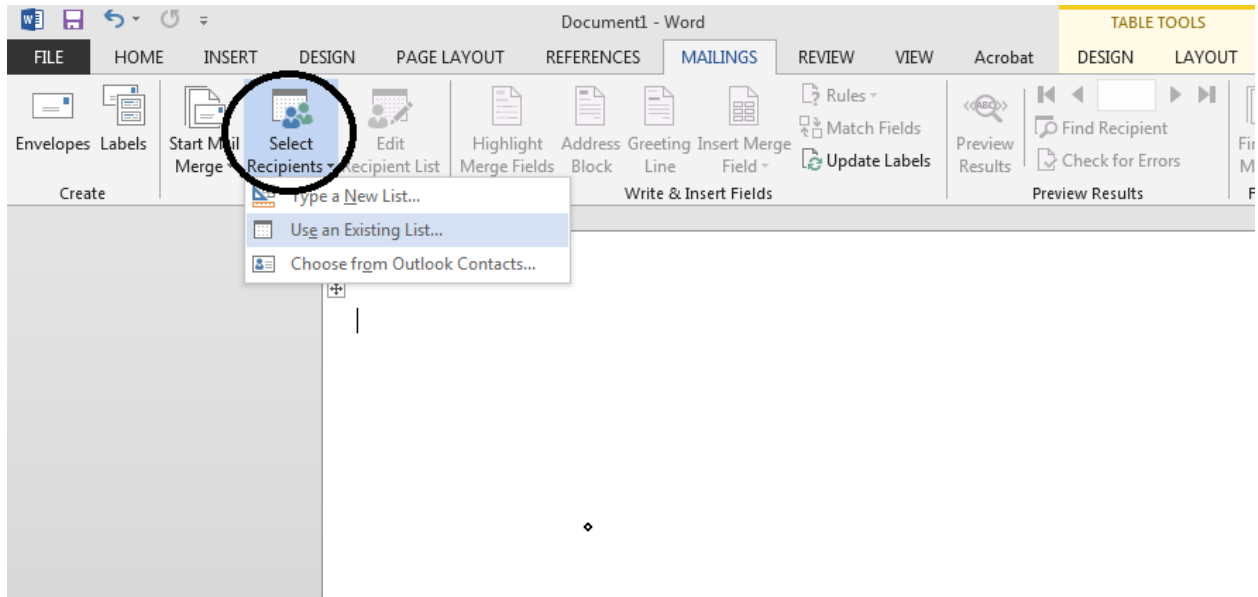 Document1 - Word
TABLE TOOLS
FILE HOME INSERT DESIGN PAGE LAYOUT REFERENCES MAILINGS REVIEW VIEW Acrobat DESIGN LAYOUT
Envelopes Labels
Start Mail
Merge
Select
Recipients
Edit
Recipient List
Highlight
Merge Fields
Address
Block
Greeting
Line
Insert Merge
Field
Rules
Match Fields
Update Labels
ABC
Preview
Results
Find Recipient
Check for Errors
Create
Write & Insert Fields
Preview Results
Type a New List...
Use an Existing List...
Choose from Outlook Contacts...